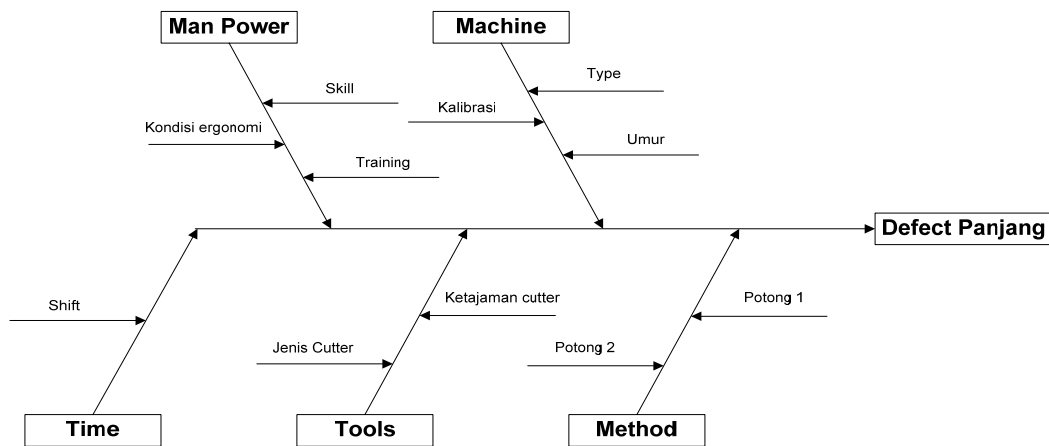 Man Power
Machine
Type
Skill
Kalibrasi
Kondisi ergonomi
Umur
Training
Defect Panjang
Shift
Ketajaman cutter
Potong 1
Jenis Cutter
Potong 2
Time
Tools
Method